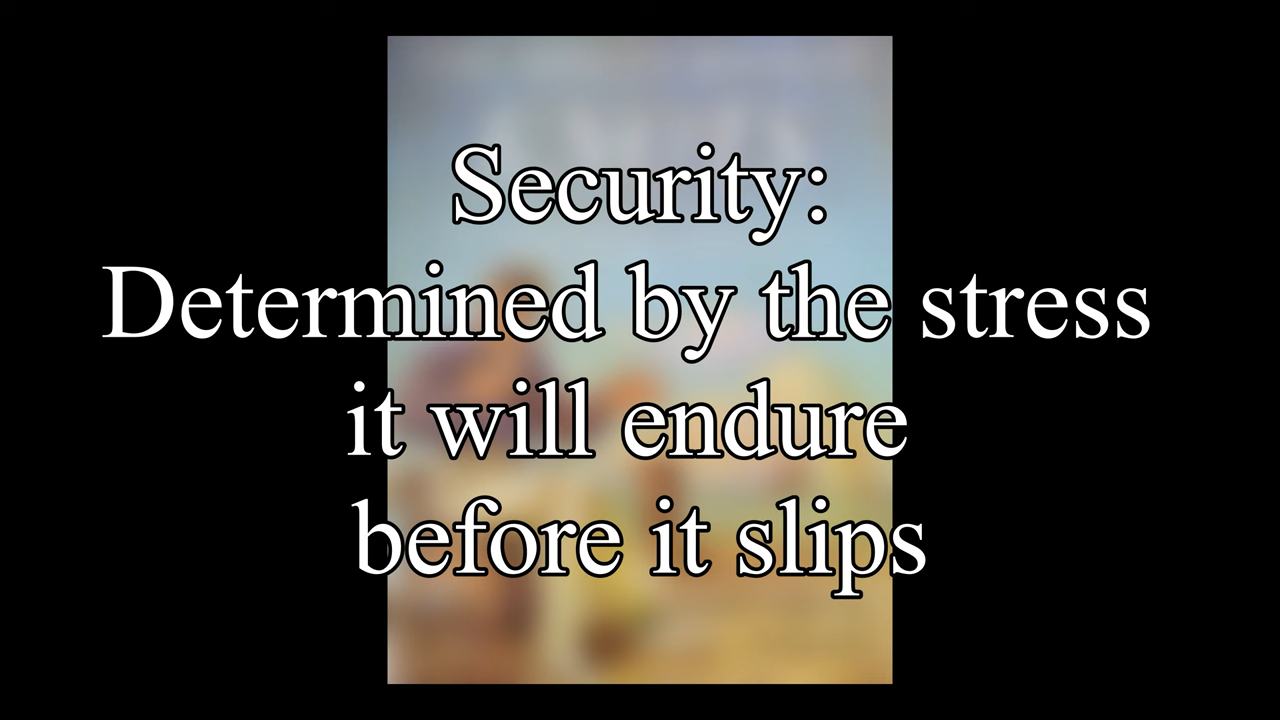 Security:
Determined by the stress
it will endure
before it slips